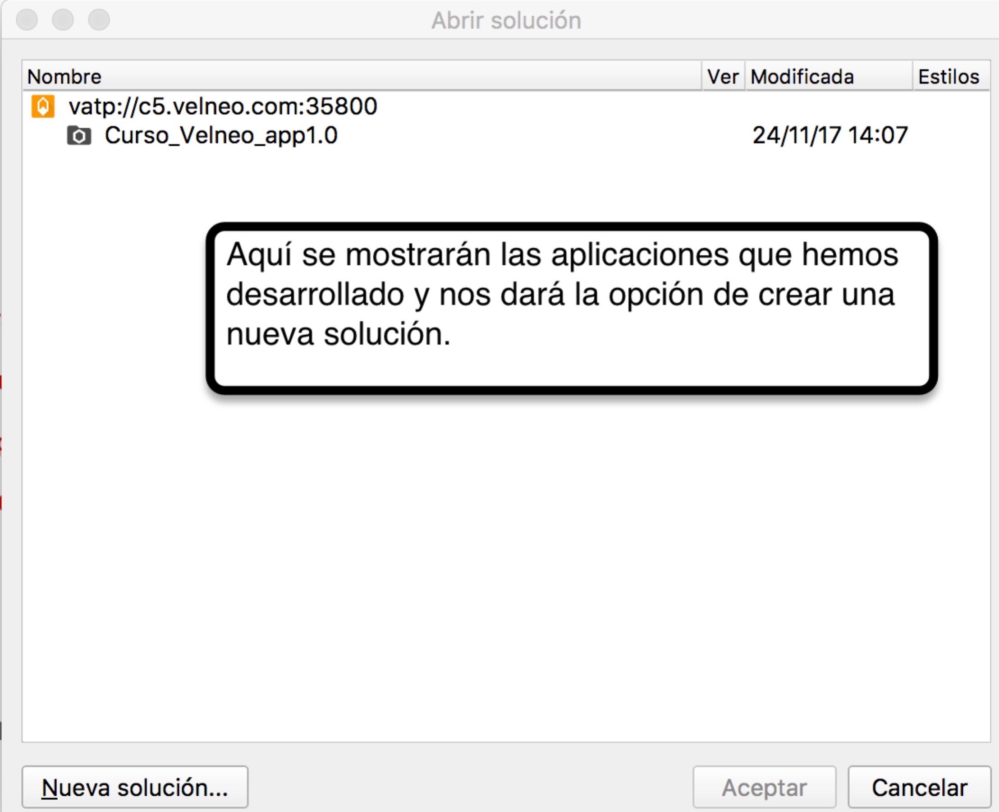 Abrir solución
Nombre Ver Modificada Estilos
vatp://c5.velneo.com:35800
Curso_Velneo_app1.0 24/11/17 14:07
Aquí se mostrarán las aplicaciones que hemos
desarrollado y nos dará la opción de crear una
nueva solución.
Nueva solución... Aceptar Cancelar